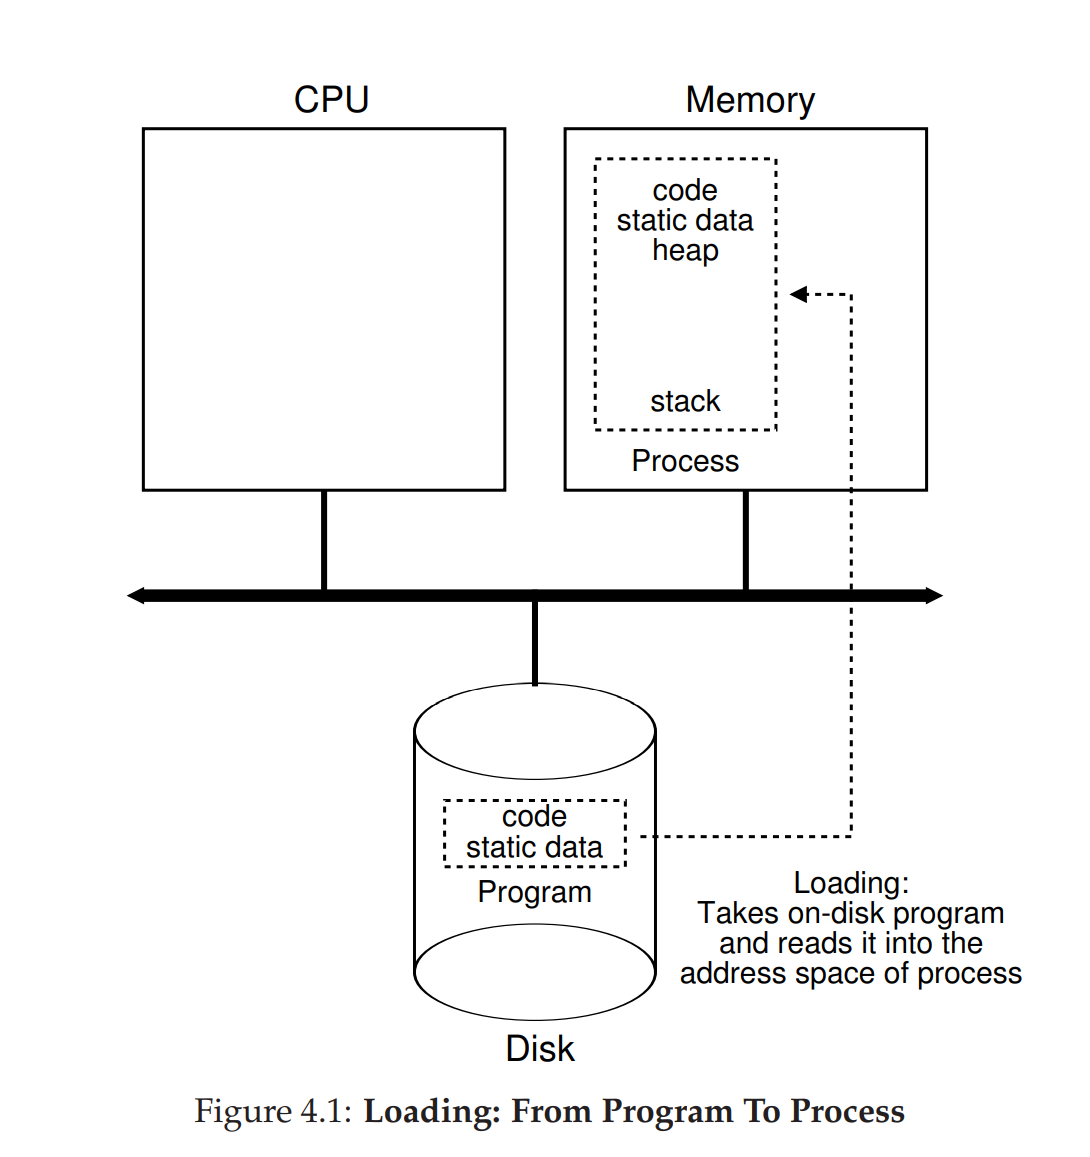 CPU
Memory
code
static data
heap
stack
Process
code
static data
Program
Loading:
Takes on-disk program
and reads it into the
address space of process
Disk
Figure 4.1: Loading: From Program To Process